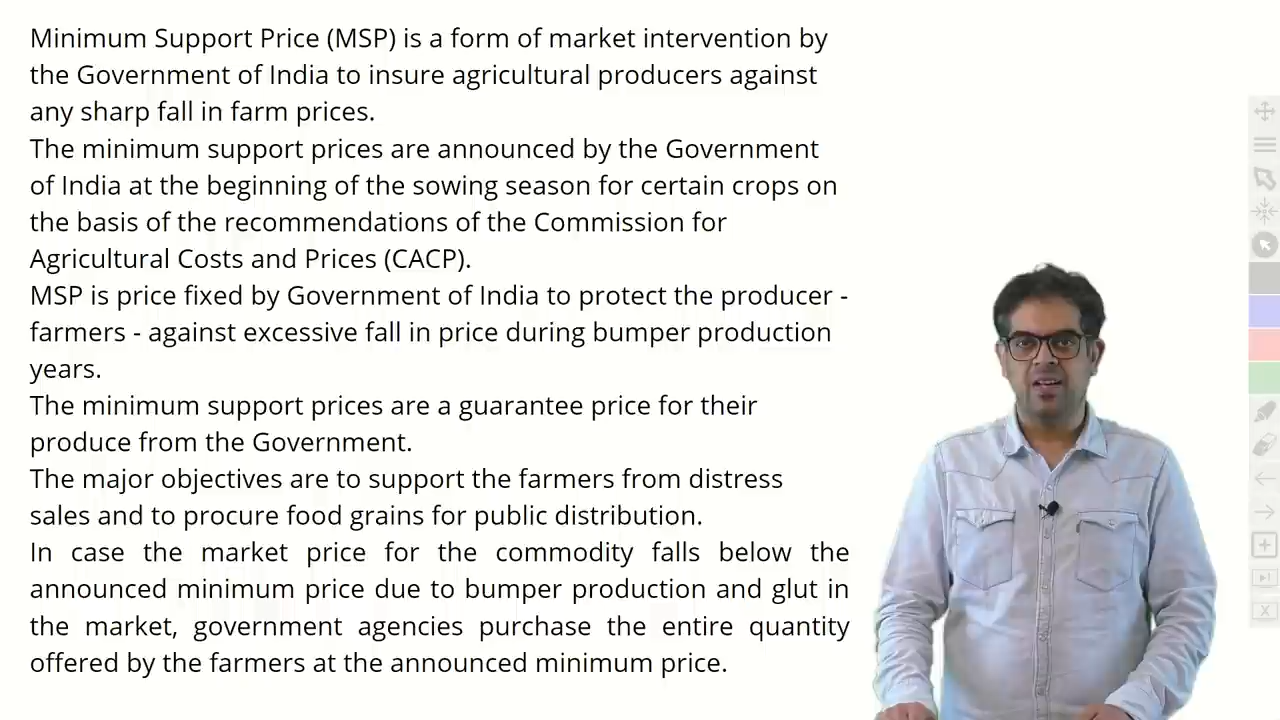 Minimum Support Price (MSP) is a form of market intervention by
the Government of India to insure agricultural producers against
any sharp fall in farm prices.
The minimum support prices are announced by the Government
of India at the beginning of the sowing season for certain crops on
the basis of the recommendations of the Commission for
Agricultural Costs and Prices (CACP).
MSP is price fixed by Government of India to protect the producer -
farmers - against excessive fall in price during bumper production
years.
The minimum support prices are a guarantee price for their
produce from the Government.
The major objectives are to support the farmers from distress
sales and to procure food grains for public distribution.
In case the market price for the commodity falls below the
announced minimum price due to bumper production and glut in
the market, government agencies purchase the entire quantity
offered by the farmers at the announced minimum price.